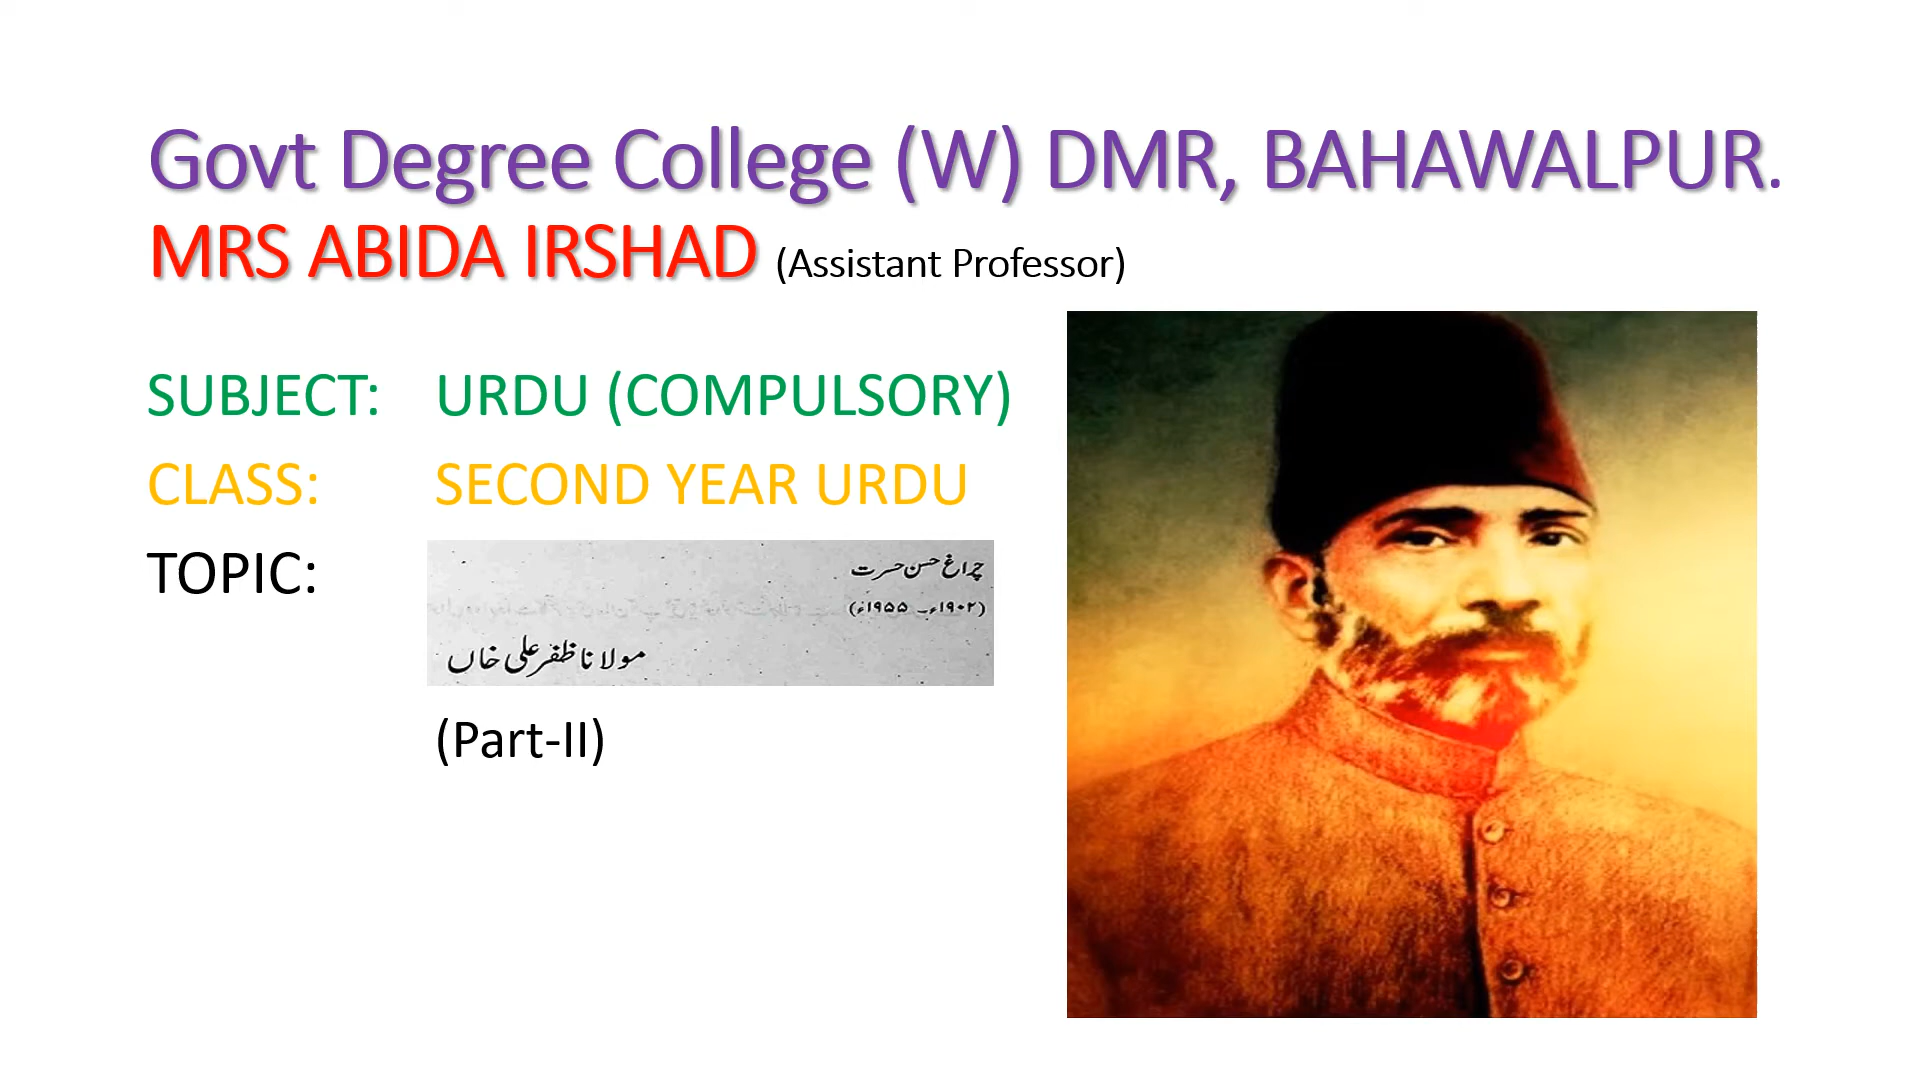 Govt Degree College (W) DMR, BAHAWALPUR.
MRS ABIDA IRSHAD (Assistant Professor)
SUBJECT: URDU (COMPULSORY)
CLASS: SECOND YEAR URDU
TOPIC:
چراغ حسن حسرت
(۱۹۰۲ء۔ ۱۹۵۵ء)
مولانا ظفر علی خاں
(Part-II)